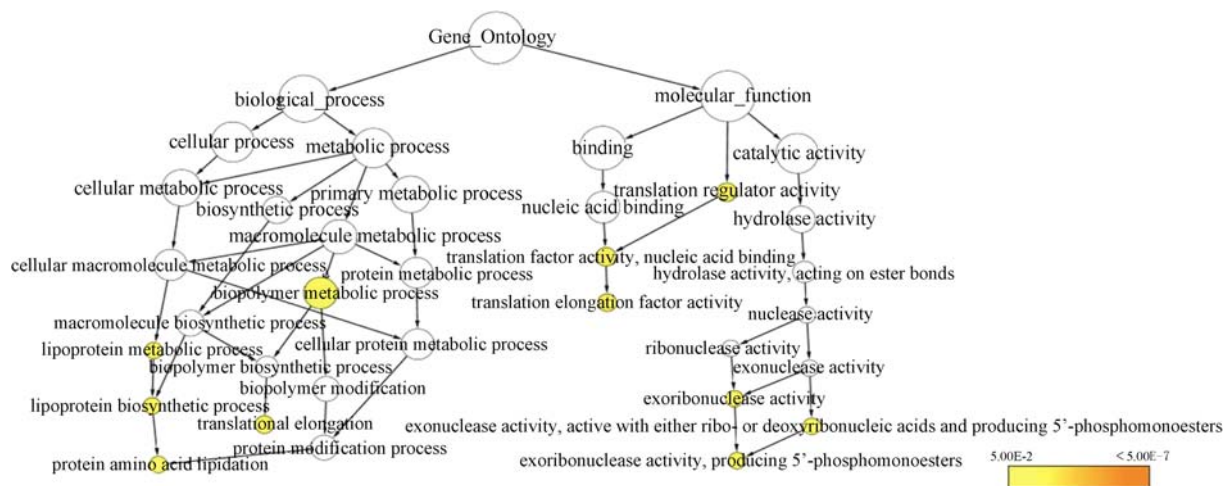 Gene_Ontology
biological_process
molecular_function
cellular process
metabolic process
binding
catalytic activity
cellular metabolic process
primary metabolic process
translation regulator activity
biosynthetic process
nucleic acid binding
hydrolase activity
macromolecule metabolic process
cellular macromolecule metabolic process
protein metabolic process
translation factor activity, nucleic acid binding
hydrolase activity, acting on ester bonds
biopolymer metabolic process
translation elongation factor activity
macromolecule biosynthetic process
nuclease activity
lipoprotein metabolic process
cellular protein metabolic process
ribonuclease activity
biopolymer biosynthetic process
exonuclease activity
biopolymer modification
exoribonuclease activity
lipoprotein biosynthetic process
translational elongation
exonuclease activity, active with either ribo- or deoxyribonucleic acids and producing 5'-phosphomonoesters
protein modification process
protein amino acid lipidation
exoribonuclease activity, producing 5'-phosphomonoesters
5.00E-2 < 5.00E-7